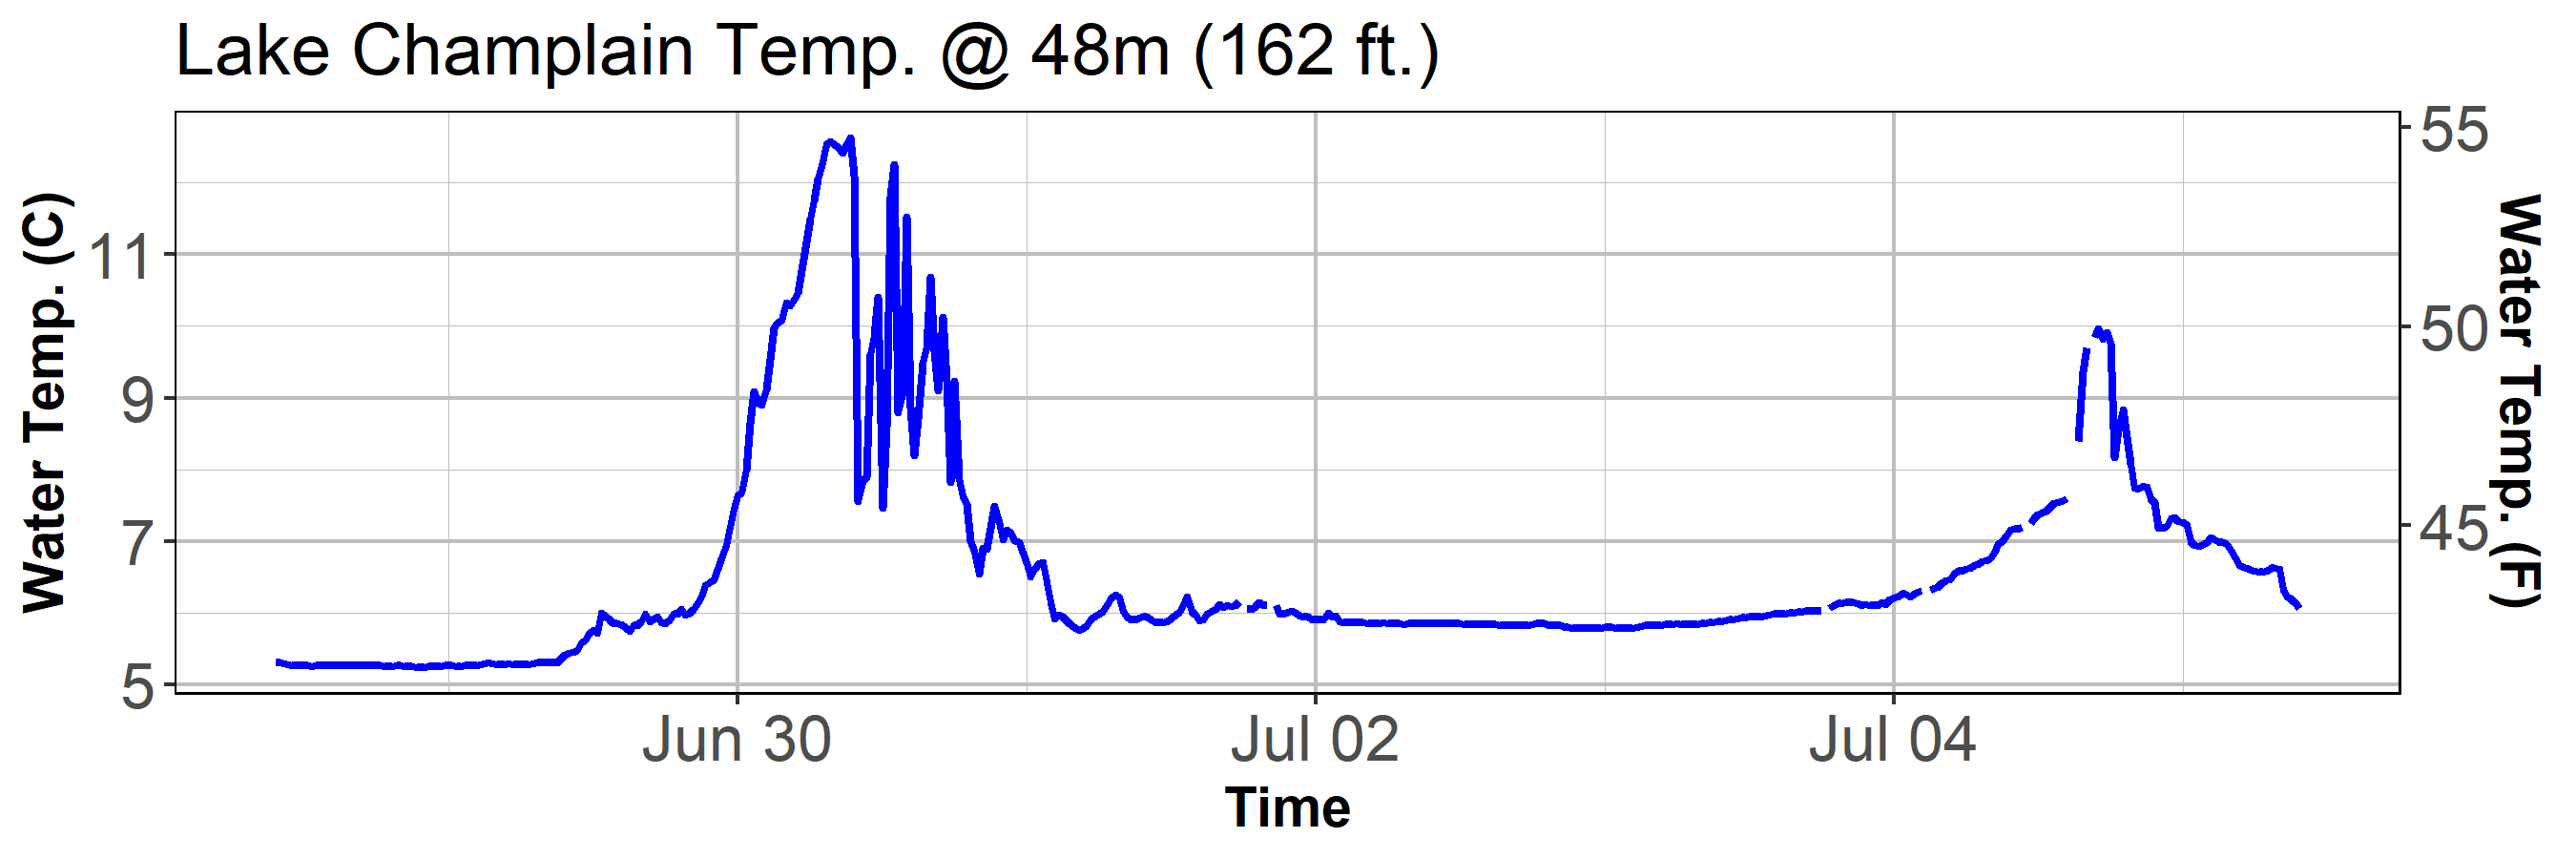 Lake Champlain Temp. @ 48m (162 ft.)
Water Temp. (C)
11
9
7
5
55
50
45
Water Temp. (F)
Jun 30
Jul 02
Jul 04
Time